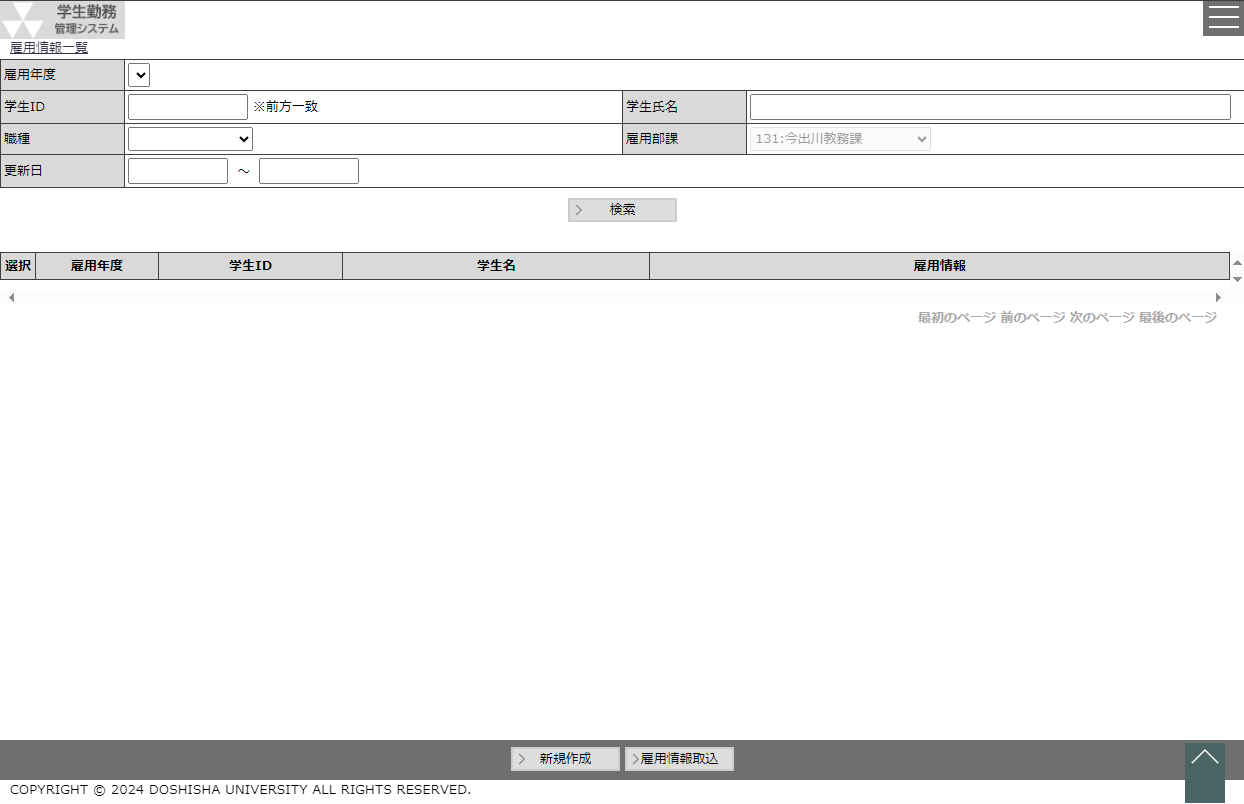 学生勤務
管理システム
雇用情報一覧
雇用年度
学生ID ※前方一致 学生氏名
職種 雇用部課 131:今出川教務課
更新日 ～
検索
選択 雇用年度 学生ID 学生名 雇用情報
最初のページ 前のページ 次のページ 最後のページ
新規作成 雇用情報取込
COPYRIGHT © 2024 DOSHISHA UNIVERSITY ALL RIGHTS RESERVED.